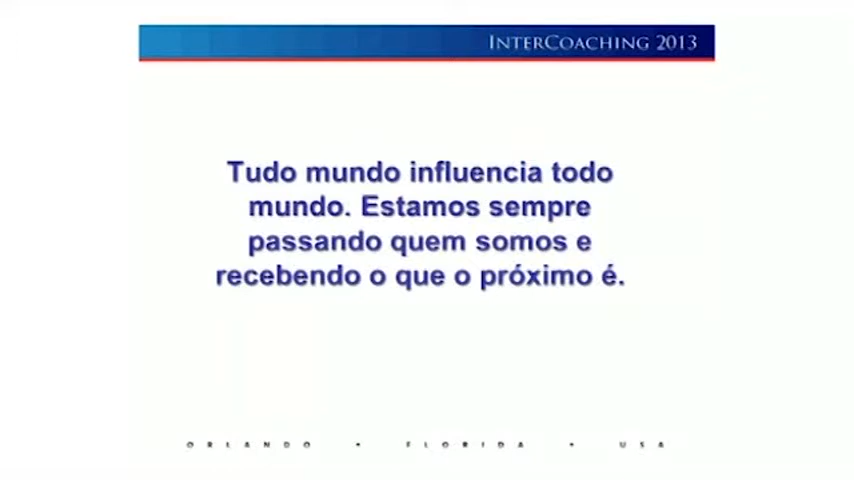 INTERCOACHING 2013
Tudo mundo influencia todo
mundo. Estamos sempre
passando quem somos e
recebendo o que o próximo é.
ORLANDO • FLORIDA • USA